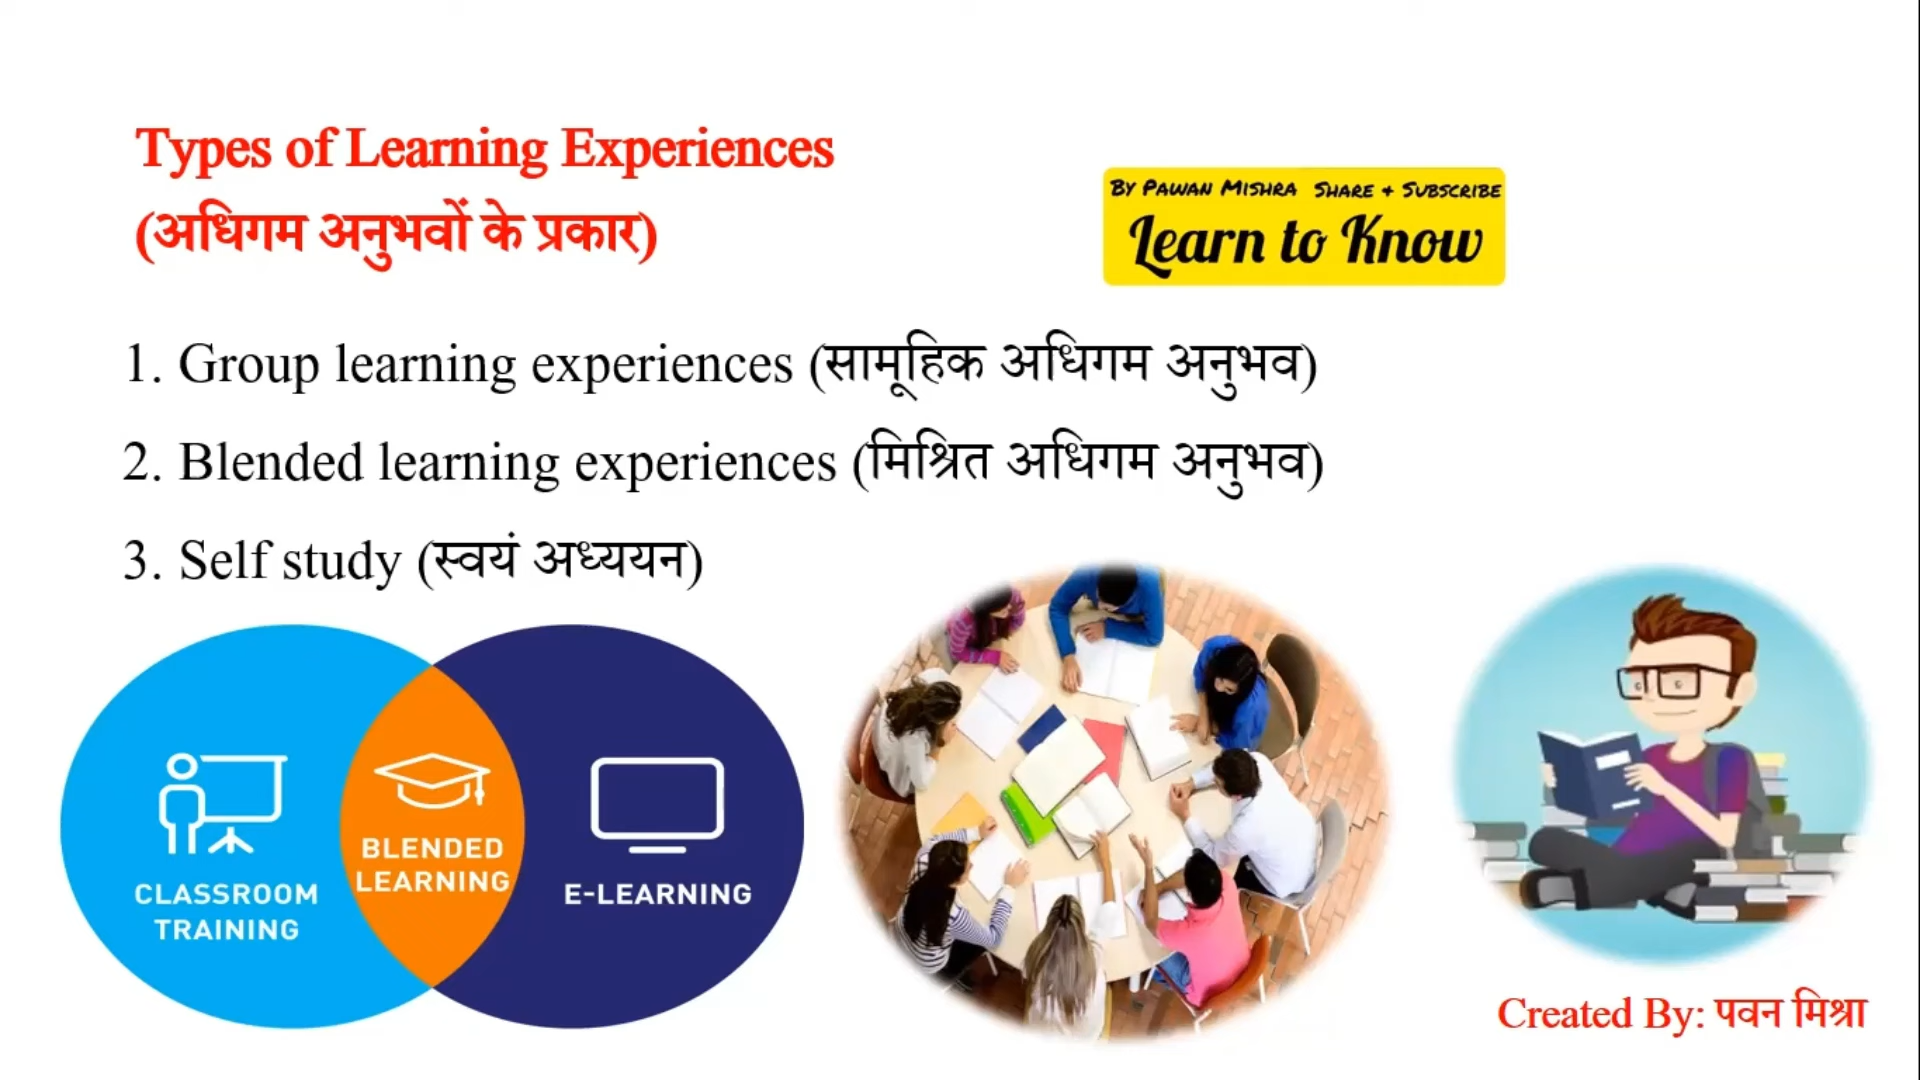 Types of Learning Experiences
(अधिगम अनुभवों के प्रकार)
By Pawan Mishra Share & Subscribe
Learn to Know
1. Group learning experiences (सामूहिक अधिगम अनुभव)
2. Blended learning experiences (मिश्रित अधिगम अनुभव)
3. Self study (स्वयं अध्ययन)
CLASSROOM
TRAINING
BLENDED
LEARNING
E-LEARNING
Created By: पवन मिश्रा